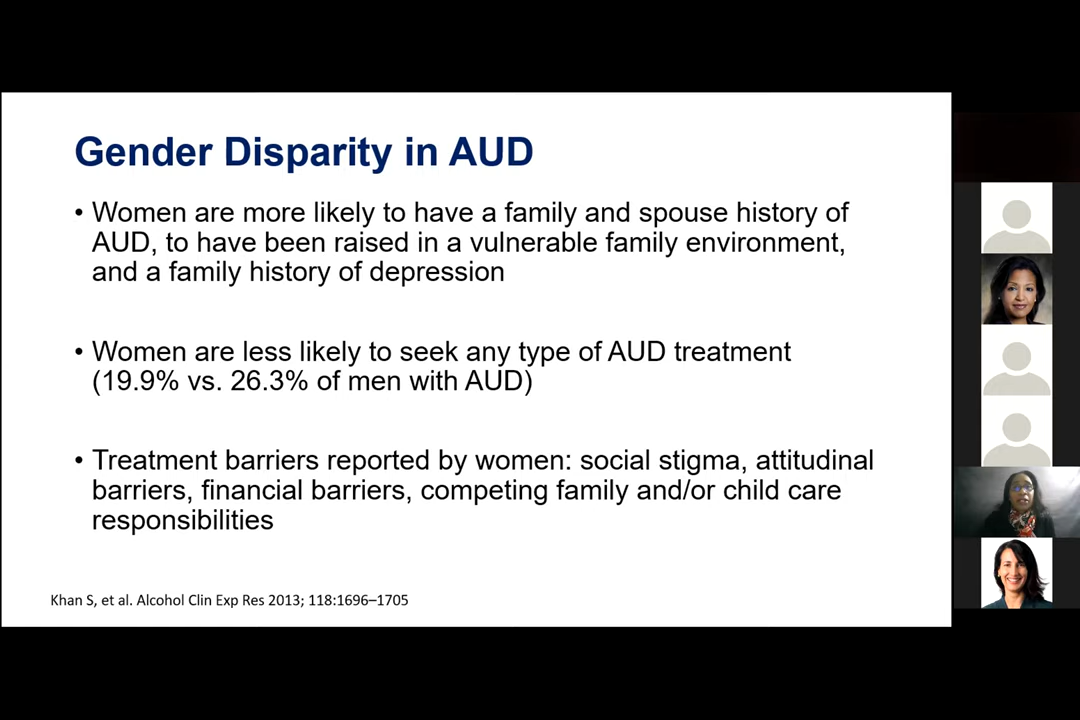 Gender Disparity in AUD
• Women are more likely to have a family and spouse history of
AUD, to have been raised in a vulnerable family environment,
and a family history of depression
• Women are less likely to seek any type of AUD treatment
(19.9% vs. 26.3% of men with AUD)
• Treatment barriers reported by women: social stigma, attitudinal
barriers, financial barriers, competing family and/or child care
responsibilities
Khan S, et al. Alcohol Clin Exp Res 2013; 118:1696–1705